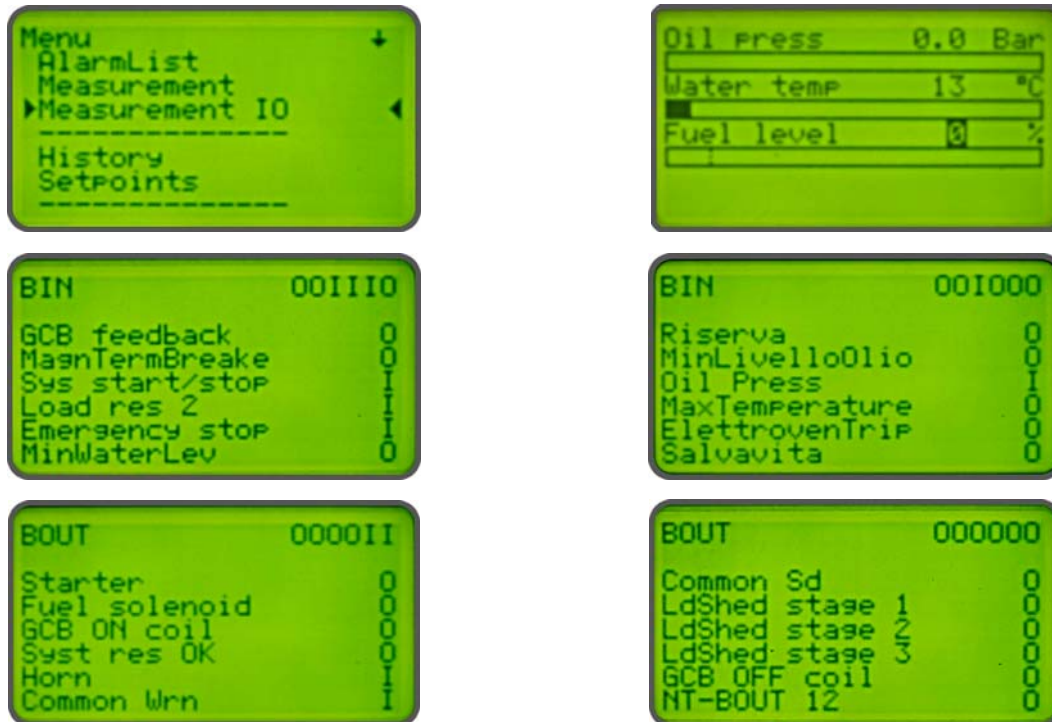 Menu ↓
AlarmList
Measurement
▶Measurement IO ◀
--------------
History
Setpoints
--------------
Oil press 0.0 Bar
Water temp 13 °C
Fuel level 0 %
BIN OOIIIO
GCB feedback O
MagnTermBreake O
Sys start/stop I
Load res 2 I
Emergency stop I
MinWaterLev O
BIN OOIOOO
Riserva O
MinLivelloOlio O
Oil Press I
MaxTemperature O
ElettrovenTrip O
Salvavita O
BOUT OOOOII
Starter O
Fuel solenoid O
GCB ON coil O
Syst res OK O
Horn I
Common Wrn I
BOUT OOOOOO
Common Sd O
LdShed stage 1 O
LdShed stage 2 O
LdShed stage 3 O
GCB OFF coil O
NT-BOUT 12 O